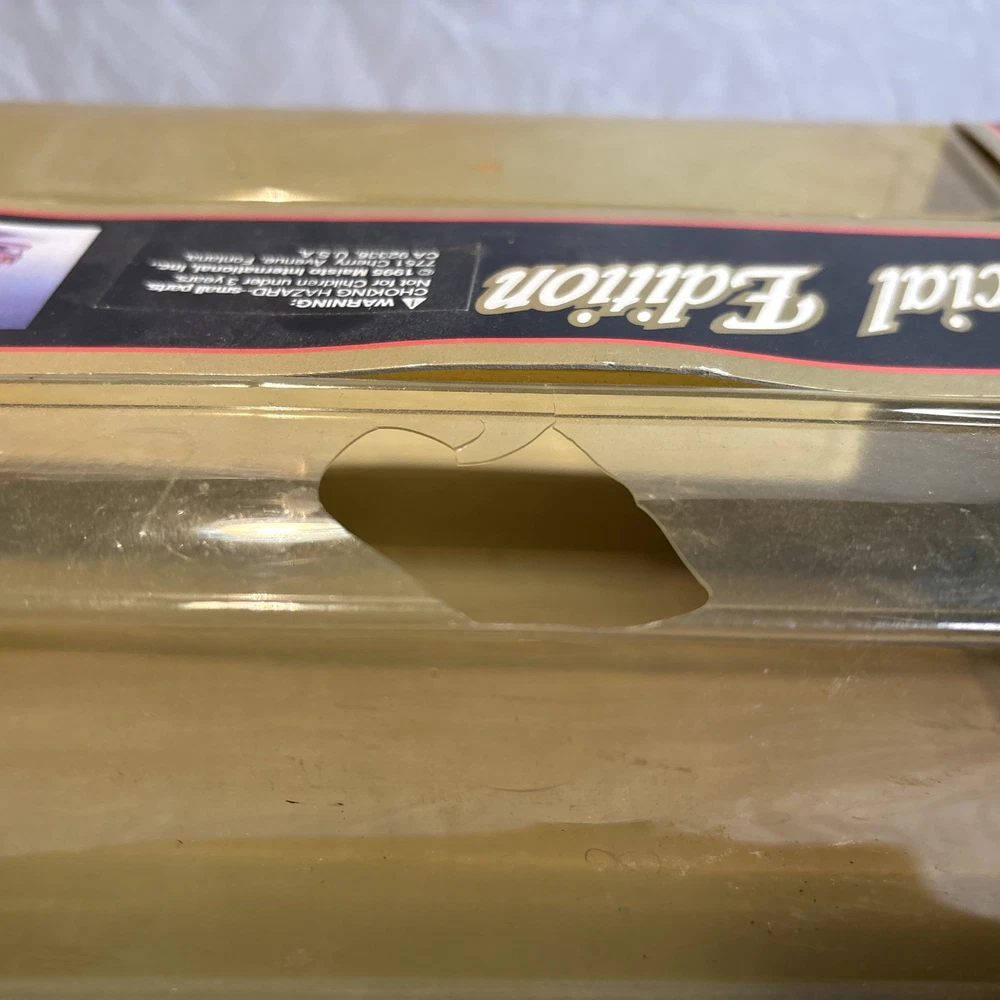 cial Edition
⚠ WARNING:
CHOKING HAZARD-small parts.
Not for Children under 3 years.
© 1995 Maisto International, Inc.,
7751 Cherry Avenue, Fontana,
CA 92336, U.S.A.